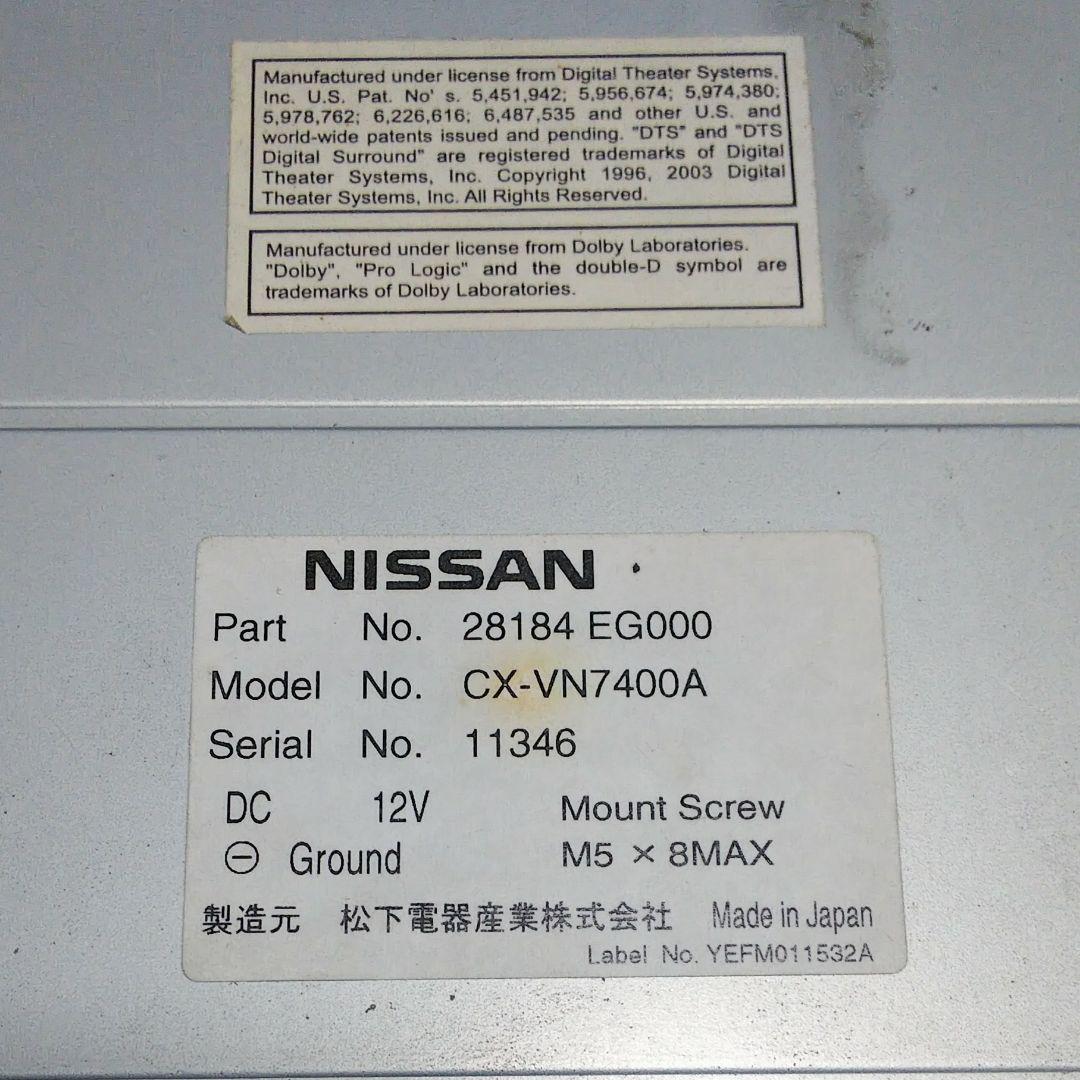 Manufactured under license from Digital Theater Systems,
Inc. U.S. Pat. No' s. 5,451,942; 5,956,674; 5,974,380;
5,978,762; 6,226,616; 6,487,535 and other U.S. and
world-wide patents issued and pending. "DTS" and "DTS
Digital Surround" are registered trademarks of Digital
Theater Systems, Inc. Copyright 1996, 2003 Digital
Theater Systems, Inc. All Rights Reserved.
Manufactured under license from Dolby Laboratories.
"Dolby", "Pro Logic" and the double-D symbol are
trademarks of Dolby Laboratories.
NISSAN
Part No. 28184 EG000
Model No. CX-VN7400A
Serial No. 11346
DC 12V Mount Screw
⊖ Ground M5 × 8MAX
製造元 松下電器産業株式会社 Made in Japan
Label No. YEFM011532A